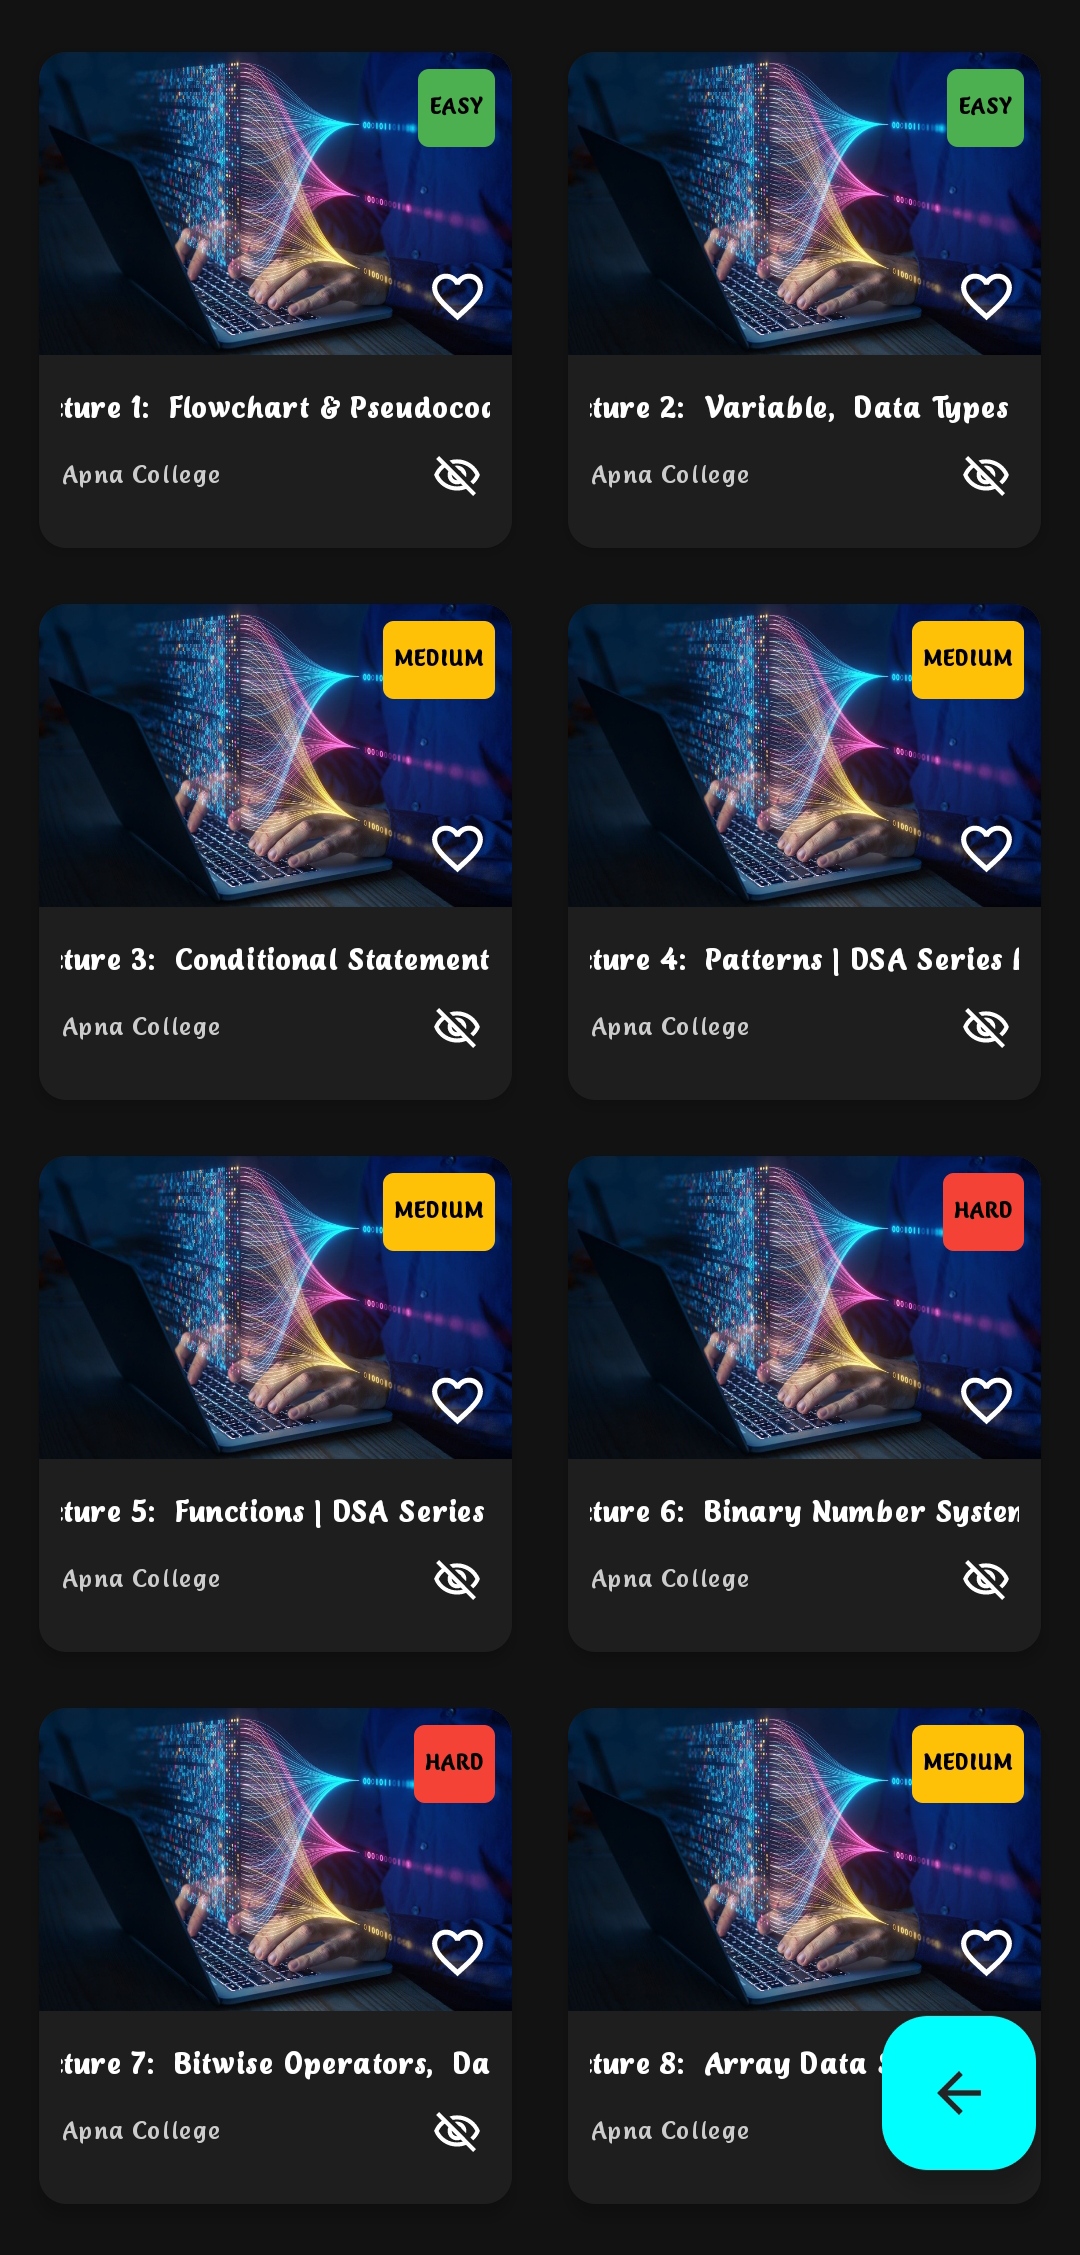 EASY
EASY
ture 1: Flowchart & Pseudocod
ture 2: Variable, Data Types
Apna College
Apna College
MEDIUM
MEDIUM
ture 3: Conditional Statement
ture 4: Patterns | DSA Series
Apna College
Apna College
MEDIUM
HARD
ture 5: Functions | DSA Series
ture 6: Binary Number System
Apna College
Apna College
HARD
MEDIUM
ture 7: Bitwise Operators, Da
ture 8: Array Data
Apna College
Apna College